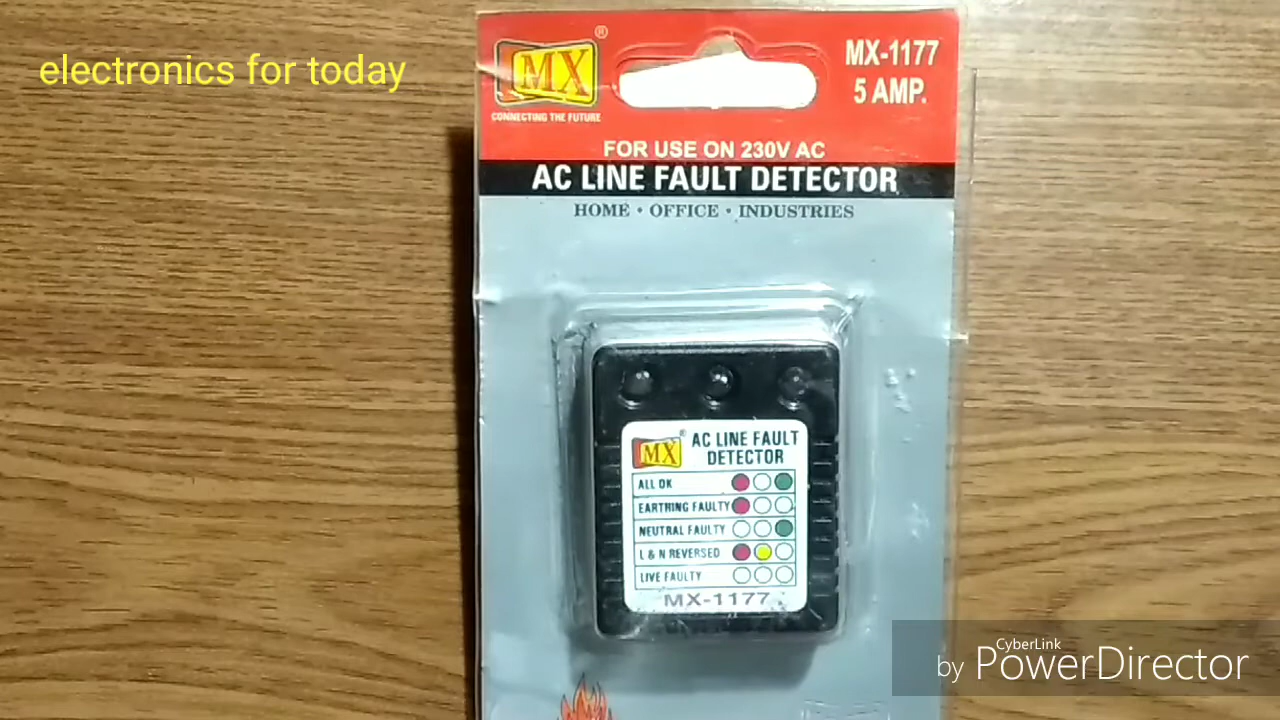 electronics for today
MX®
CONNECTING THE FUTURE
MX-1177
5 AMP.
FOR USE ON 230V AC
AC LINE FAULT DETECTOR
HOME • OFFICE • INDUSTRIES
MX®
AC LINE FAULT
DETECTOR
ALL OK
EARTHING FAULTY
NEUTRAL FAULTY
L & N REVERSED
LIVE FAULTY
MX-1177
CyberLink
by PowerDirector